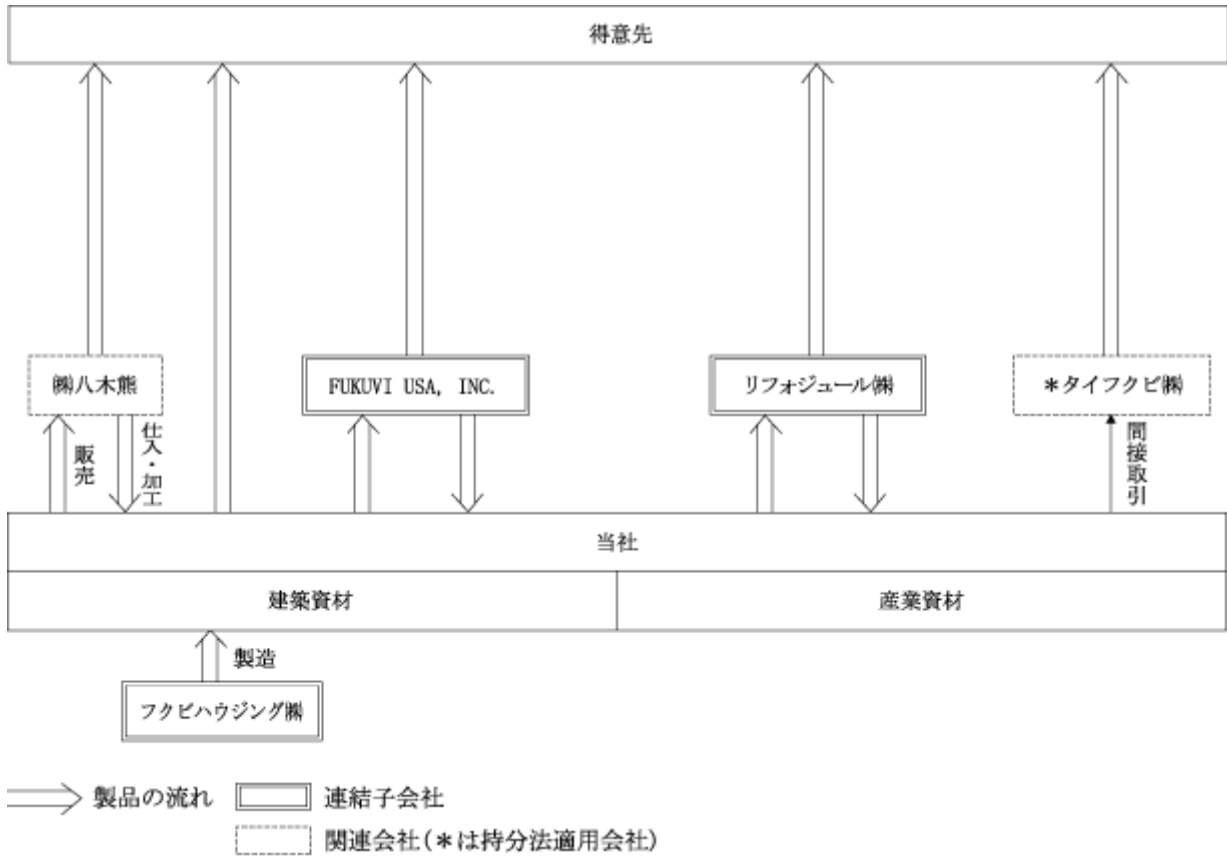 得意先
㈱八木熊
FUKUVI USA, INC.
リフォジュール㈱
＊タイフクビ㈱
販売
仕入・加工
間接取引
当社
建築資材
産業資材
製造
フクビハウジング㈱
製品の流れ
連結子会社
関連会社(＊は持分法適用会社)